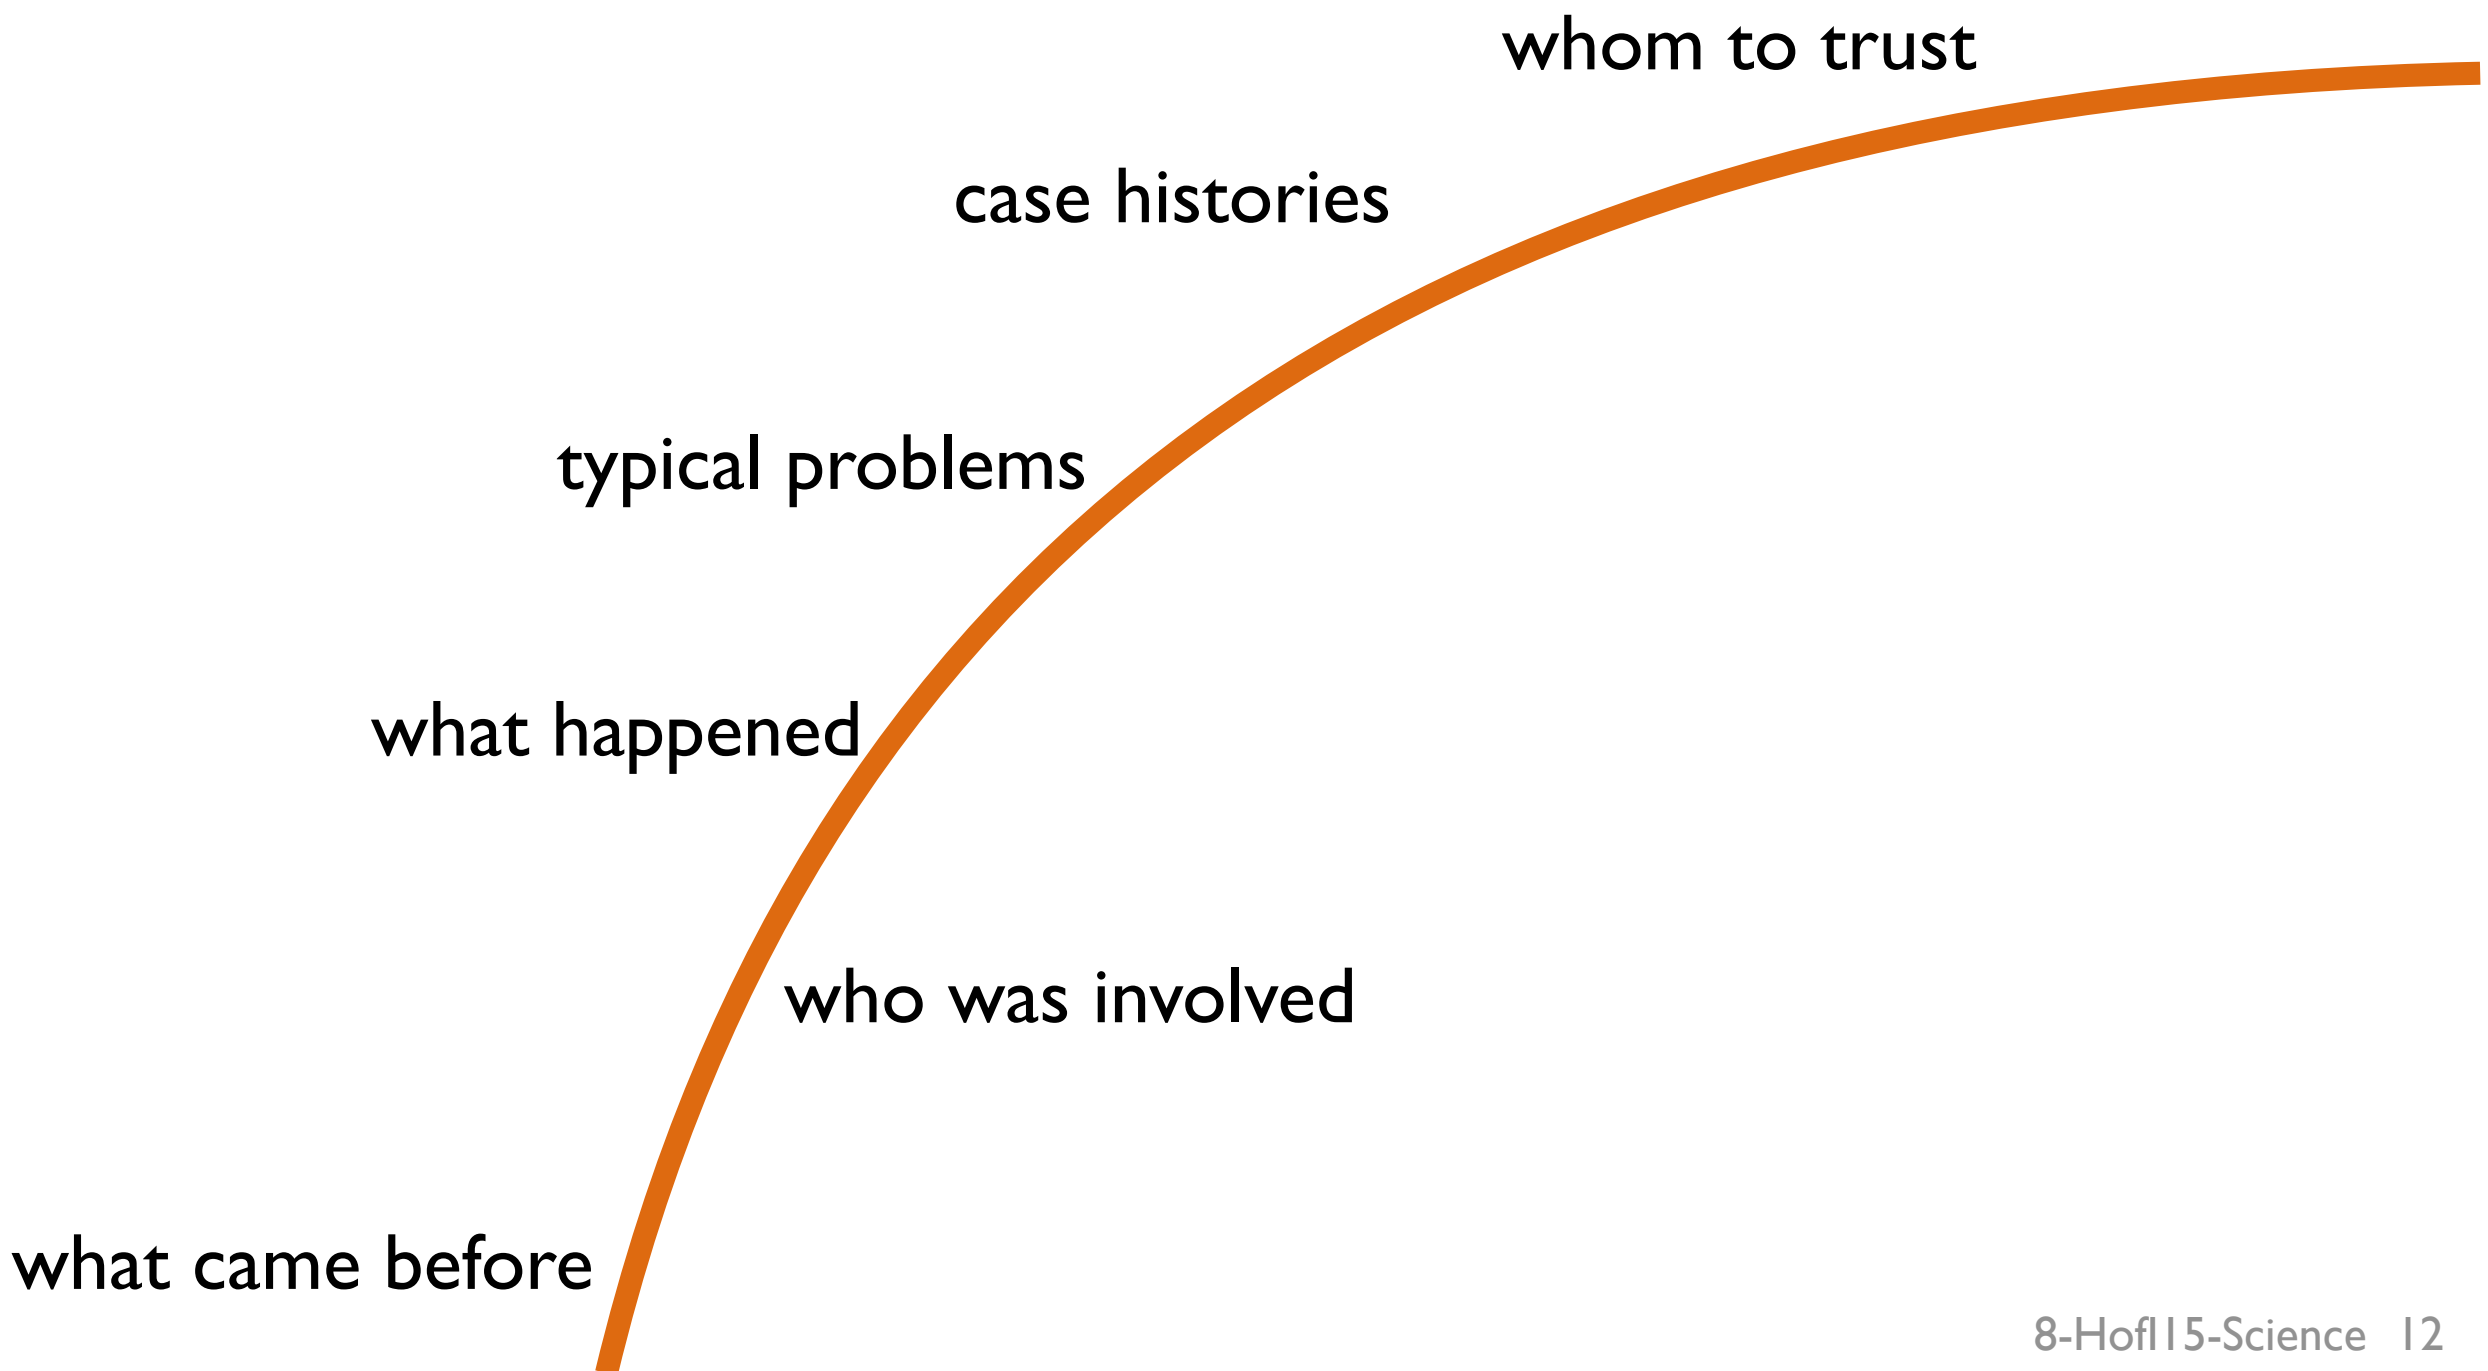 whom to trust
case histories
typical problems
what happened
who was involved
what came before
8-HofI15-Science 12